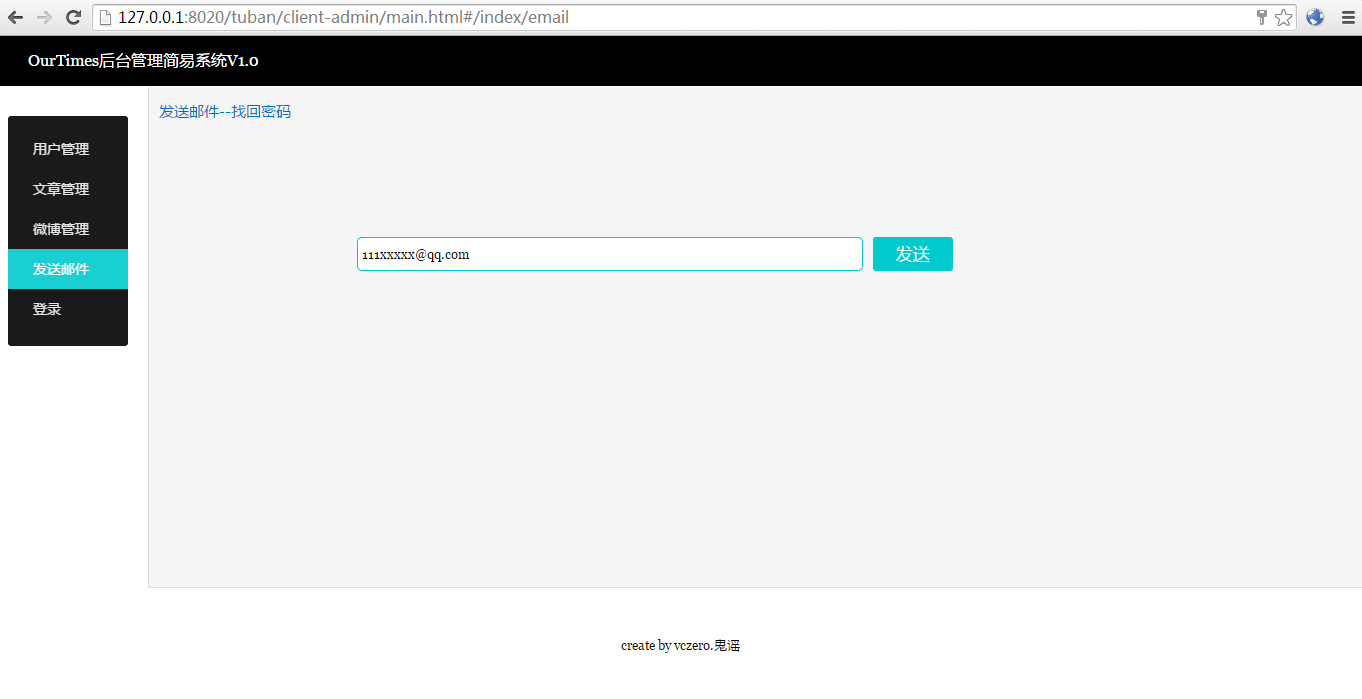 127.0.0.1:8020/tuban/client-admin/main.html#/index/email
OurTimes后台管理简易系统V1.0
发送邮件--找回密码
用户管理
文章管理
微博管理
发送邮件
登录
111xxxxx@qq.com
发送
create by vczero.鬼谣